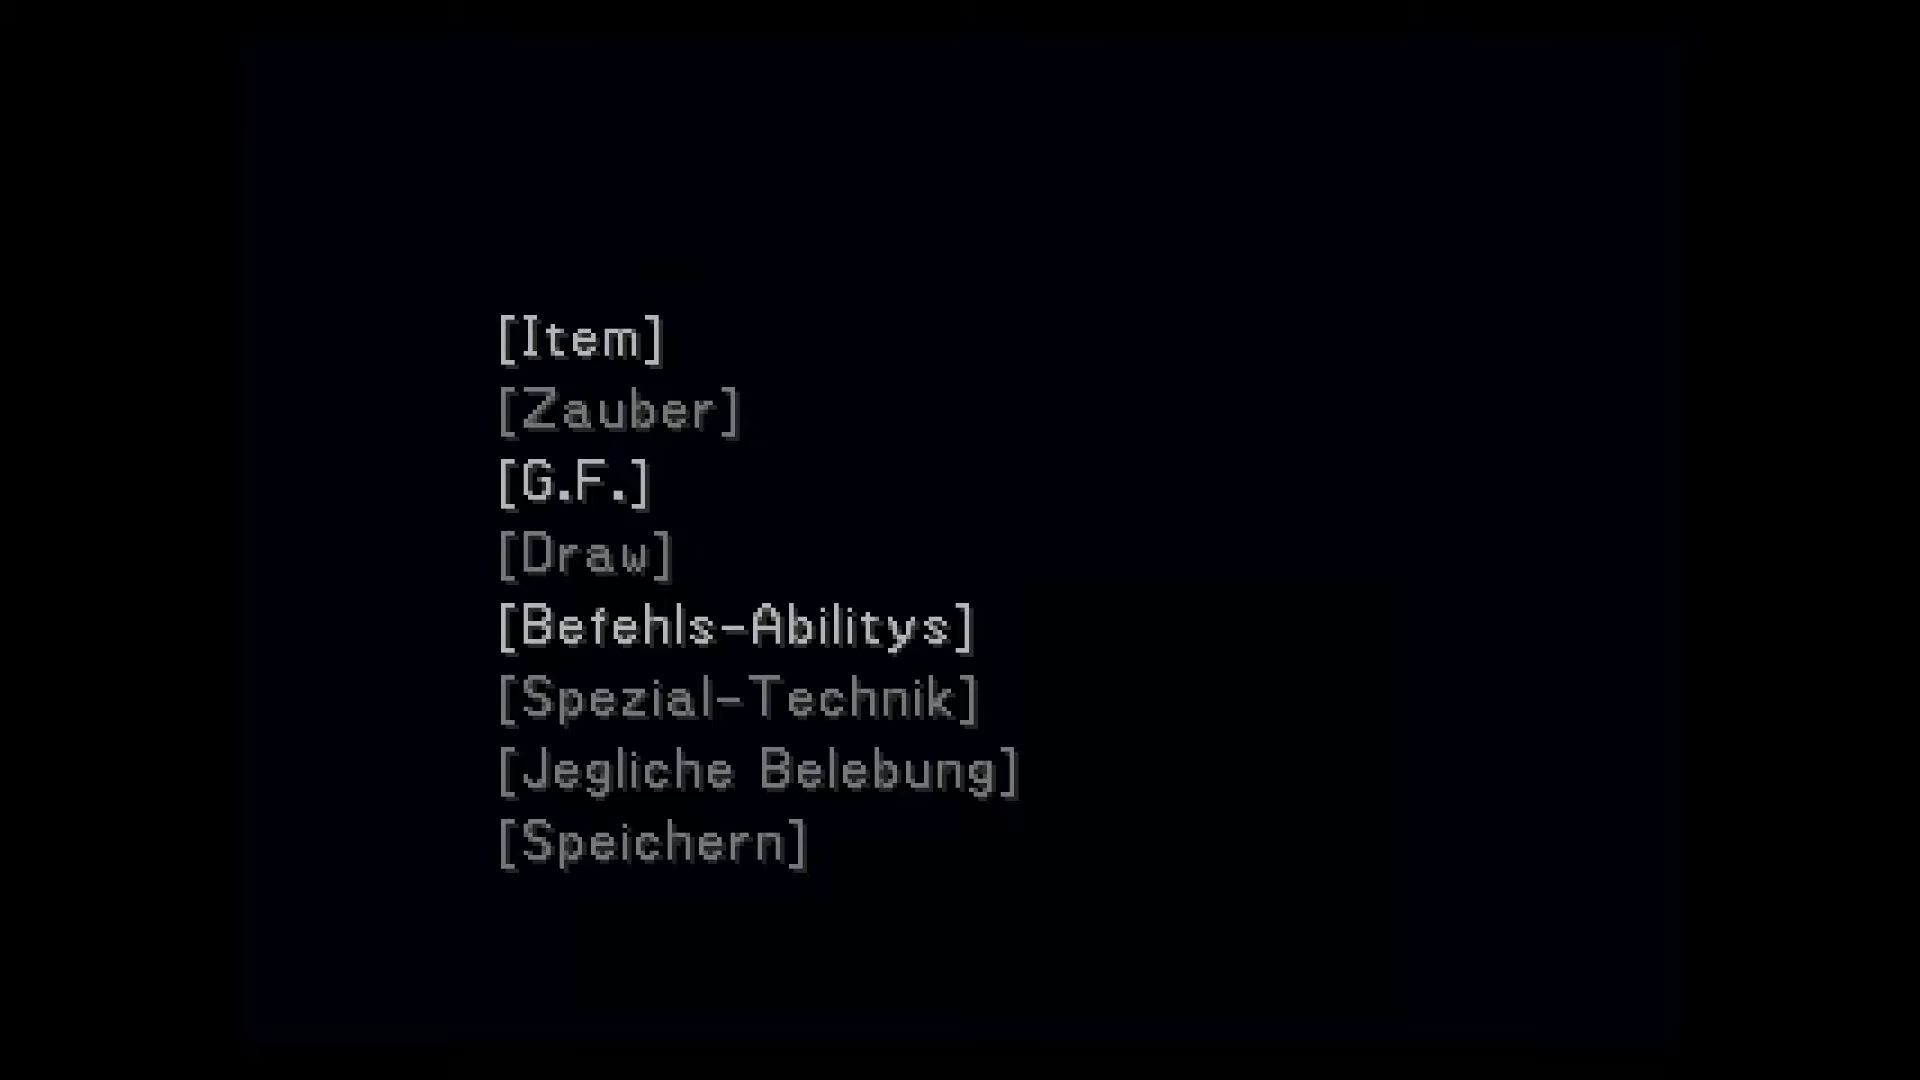 [Item]
[Zauber]
[G.F.]
[Draw]
[Befehls-Abilitys]
[Spezial-Technik]
[Jegliche Belebung]
[Speichern]